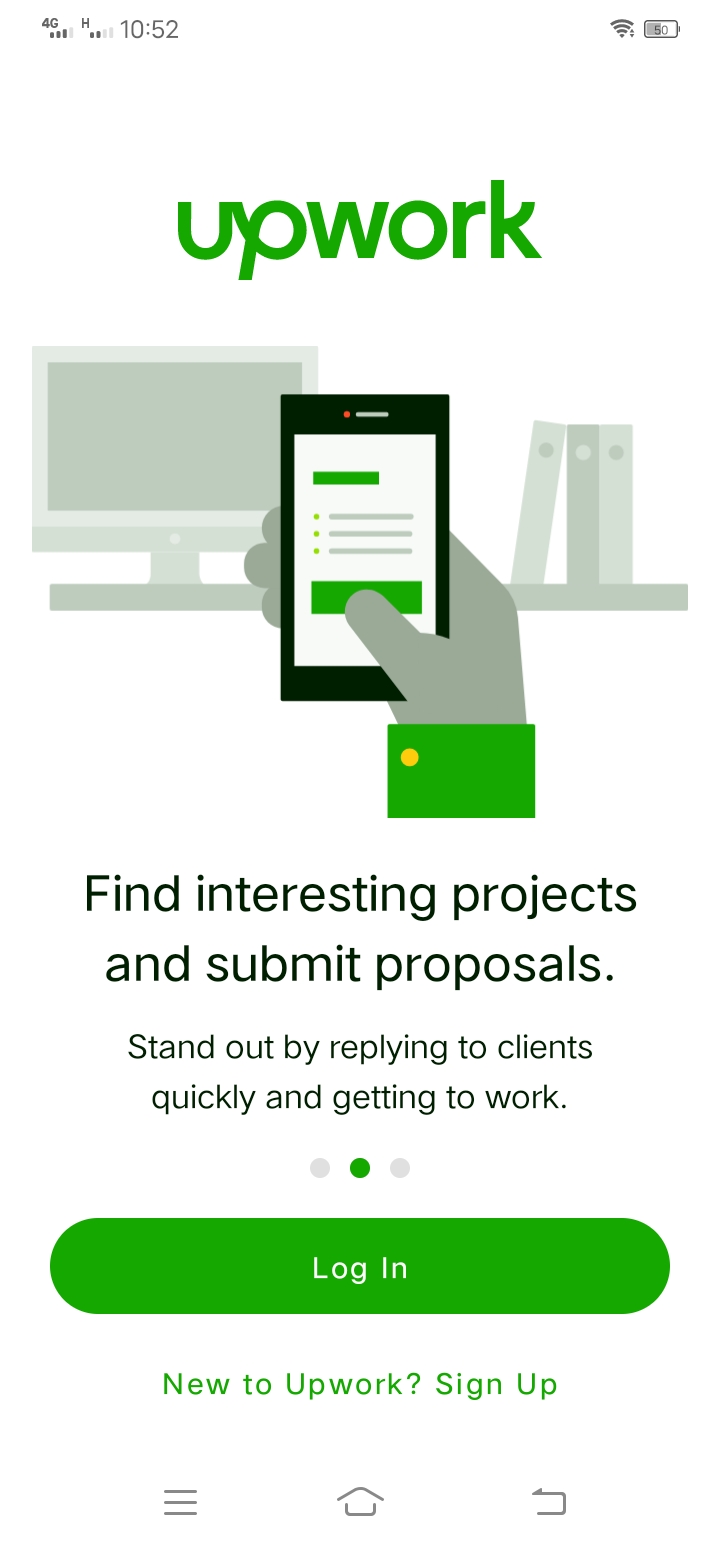 4G H 10:52 50
upwork
Find interesting projects
and submit proposals.
Stand out by replying to clients
quickly and getting to work.
Log In
New to Upwork? Sign Up